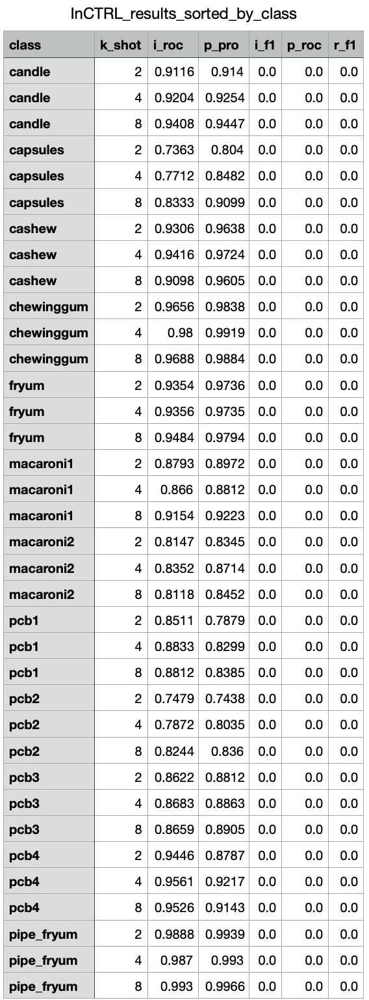 InCTRL_results_sorted_by_class
class k_shot i_roc p_pro i_f1 p_roc r_f1
candle 2 0.9116 0.914 0.0 0.0 0.0
candle 4 0.9204 0.9254 0.0 0.0 0.0
candle 8 0.9408 0.9447 0.0 0.0 0.0
capsules 2 0.7363 0.804 0.0 0.0 0.0
capsules 4 0.7712 0.8482 0.0 0.0 0.0
capsules 8 0.8333 0.9099 0.0 0.0 0.0
cashew 2 0.9306 0.9638 0.0 0.0 0.0
cashew 4 0.9416 0.9724 0.0 0.0 0.0
cashew 8 0.9098 0.9605 0.0 0.0 0.0
chewinggum 2 0.9656 0.9838 0.0 0.0 0.0
chewinggum 4 0.98 0.9919 0.0 0.0 0.0
chewinggum 8 0.9688 0.9884 0.0 0.0 0.0
fryum 2 0.9354 0.9736 0.0 0.0 0.0
fryum 4 0.9356 0.9735 0.0 0.0 0.0
fryum 8 0.9484 0.9794 0.0 0.0 0.0
macaroni1 2 0.8793 0.8972 0.0 0.0 0.0
macaroni1 4 0.866 0.8812 0.0 0.0 0.0
macaroni1 8 0.9154 0.9223 0.0 0.0 0.0
macaroni2 2 0.8147 0.8345 0.0 0.0 0.0
macaroni2 4 0.8352 0.8714 0.0 0.0 0.0
macaroni2 8 0.8118 0.8452 0.0 0.0 0.0
pcb1 2 0.8511 0.7879 0.0 0.0 0.0
pcb1 4 0.8833 0.8299 0.0 0.0 0.0
pcb1 8 0.8812 0.8385 0.0 0.0 0.0
pcb2 2 0.7479 0.7438 0.0 0.0 0.0
pcb2 4 0.7872 0.8035 0.0 0.0 0.0
pcb2 8 0.8244 0.836 0.0 0.0 0.0
pcb3 2 0.8622 0.8812 0.0 0.0 0.0
pcb3 4 0.8683 0.8863 0.0 0.0 0.0
pcb3 8 0.8659 0.8905 0.0 0.0 0.0
pcb4 2 0.9446 0.8787 0.0 0.0 0.0
pcb4 4 0.9561 0.9217 0.0 0.0 0.0
pcb4 8 0.9526 0.9143 0.0 0.0 0.0
pipe_fryum 2 0.9888 0.9939 0.0 0.0 0.0
pipe_fryum 4 0.987 0.993 0.0 0.0 0.0
pipe_fryum 8 0.993 0.9966 0.0 0.0 0.0